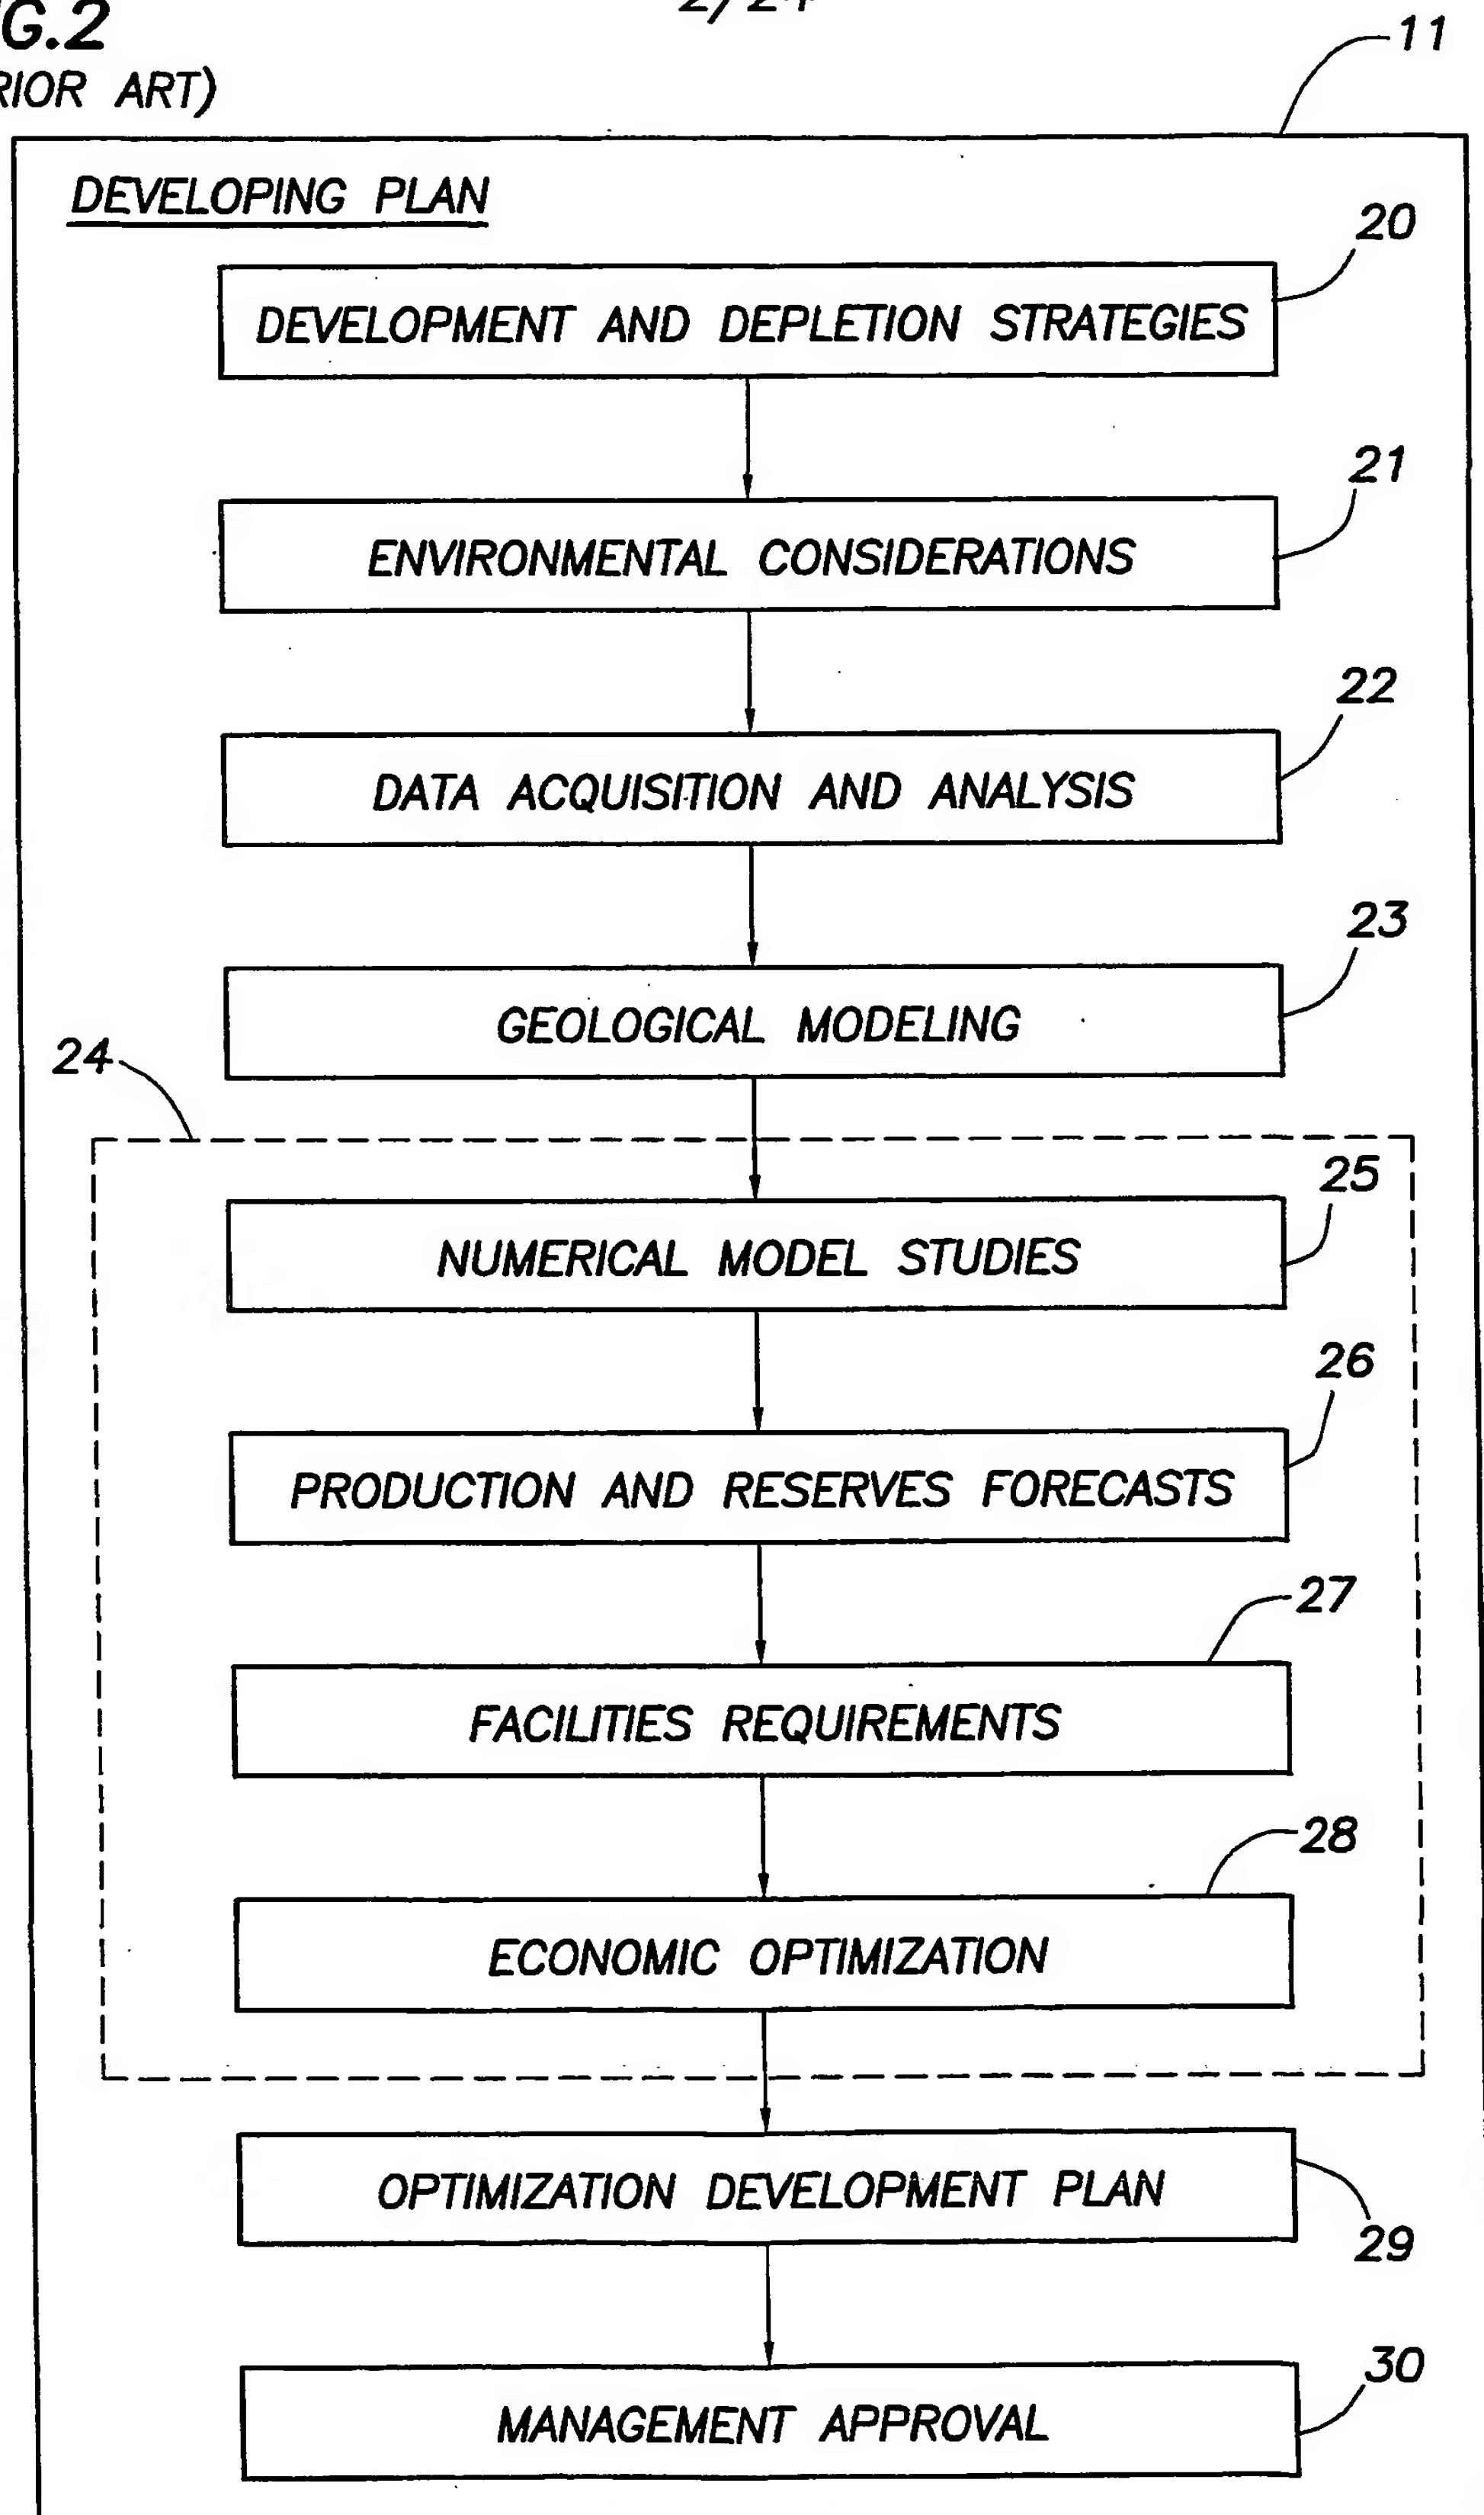 G.2
2/24
RIOR ART)
11
DEVELOPING PLAN
20
DEVELOPMENT AND DEPLETION STRATEGIES
21
ENVIRONMENTAL CONSIDERATIONS
22
DATA ACQUISITION AND ANALYSIS
23
GEOLOGICAL MODELING
24
25
NUMERICAL MODEL STUDIES
26
PRODUCTION AND RESERVES FORECASTS
27
FACILITIES REQUIREMENTS
28
ECONOMIC OPTIMIZATION
OPTIMIZATION DEVELOPMENT PLAN
29
30
MANAGEMENT APPROVAL